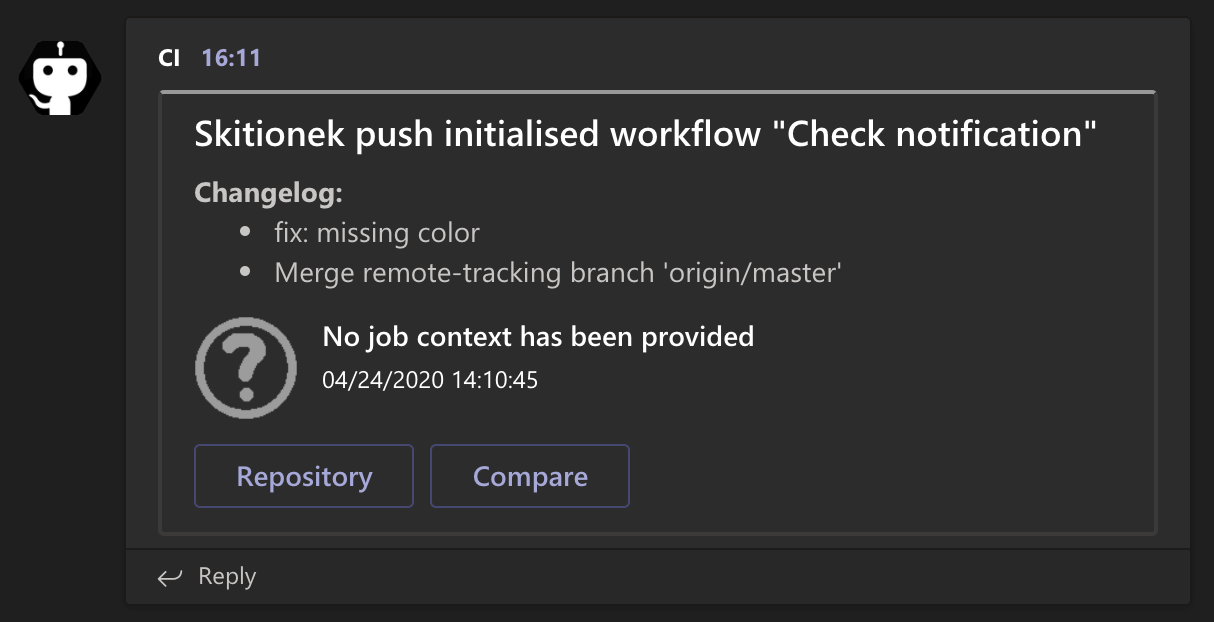 CI 16:11
Skitionek push initialised workflow "Check notification"
Changelog:
fix: missing color
Merge remote-tracking branch 'origin/master'
No job context has been provided
04/24/2020 14:10:45
Repository Compare
Reply